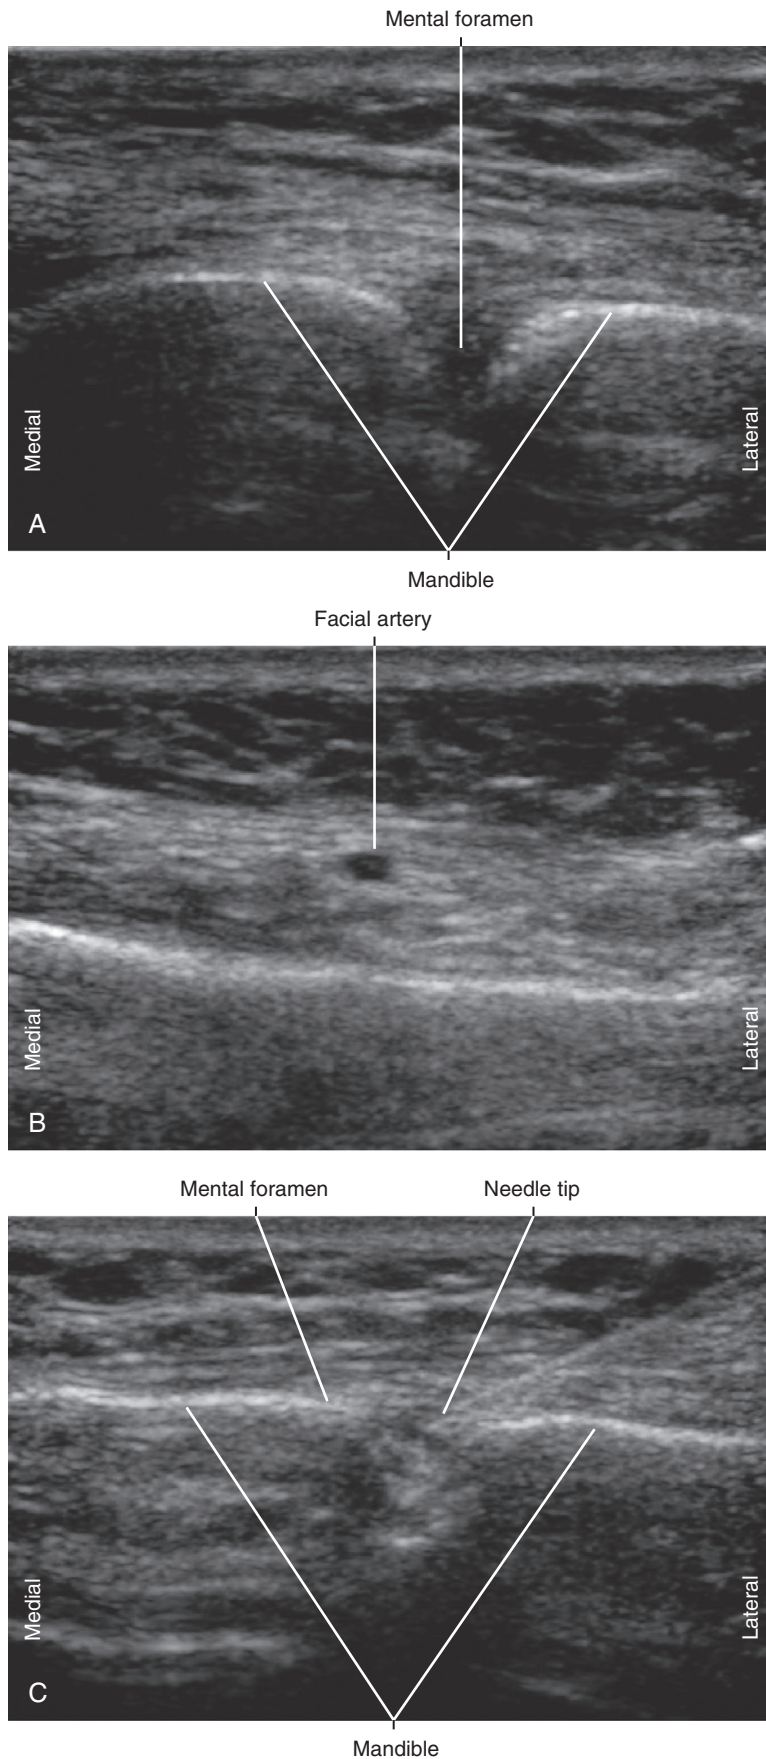 Mental foramen
Medial
Lateral
A
Mandible
Facial artery
Medial
Lateral
B
Mental foramen
Needle tip
Medial
Lateral
C
Mandible